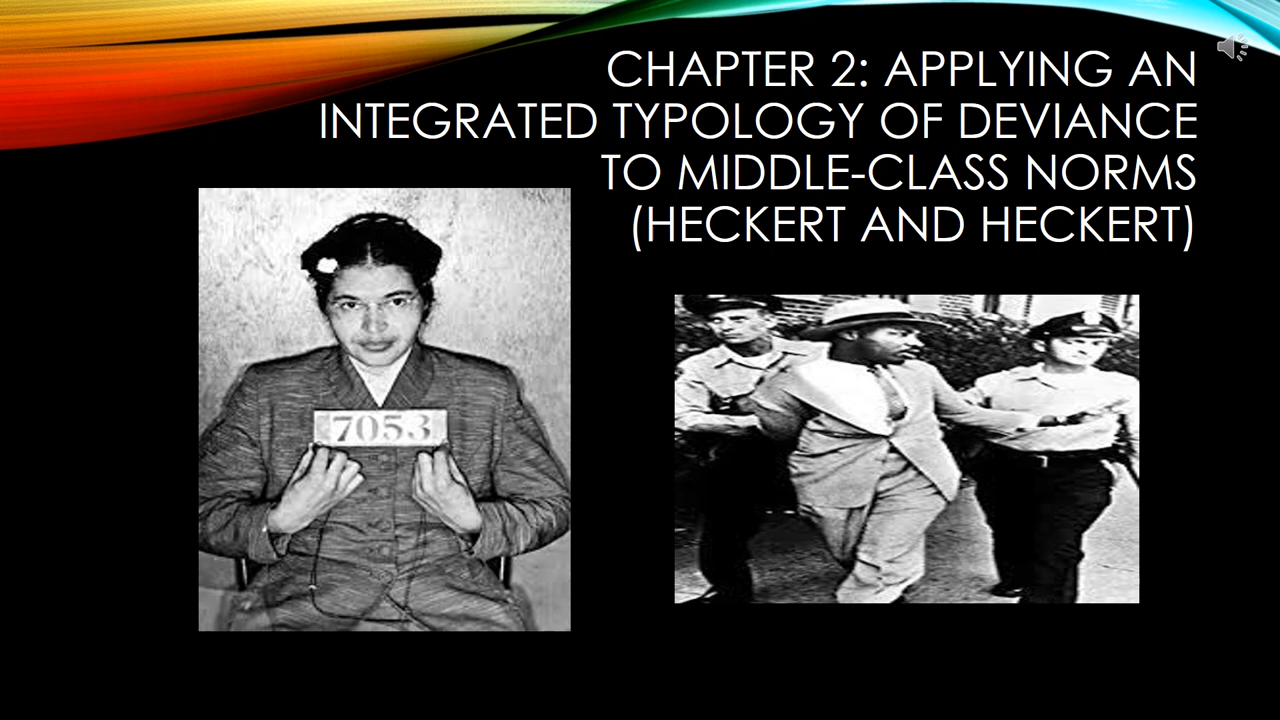 CHAPTER 2: APPLYING AN
INTEGRATED TYPOLOGY OF DEVIANCE
TO MIDDLE-CLASS NORMS
(HECKERT AND HECKERT)
7053